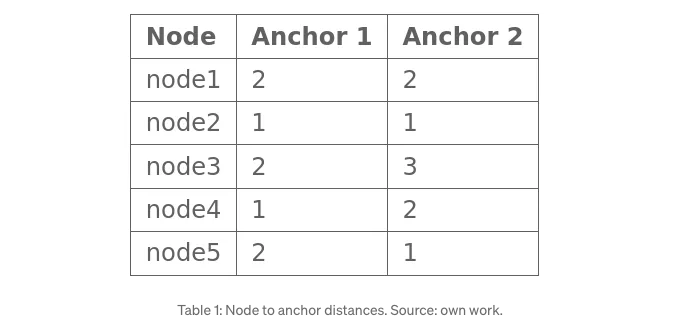 Node Anchor 1 Anchor 2
node1 2 2
node2 1 1
node3 2 3
node4 1 2
node5 2 1
Table 1: Node to anchor distances. Source: own work.